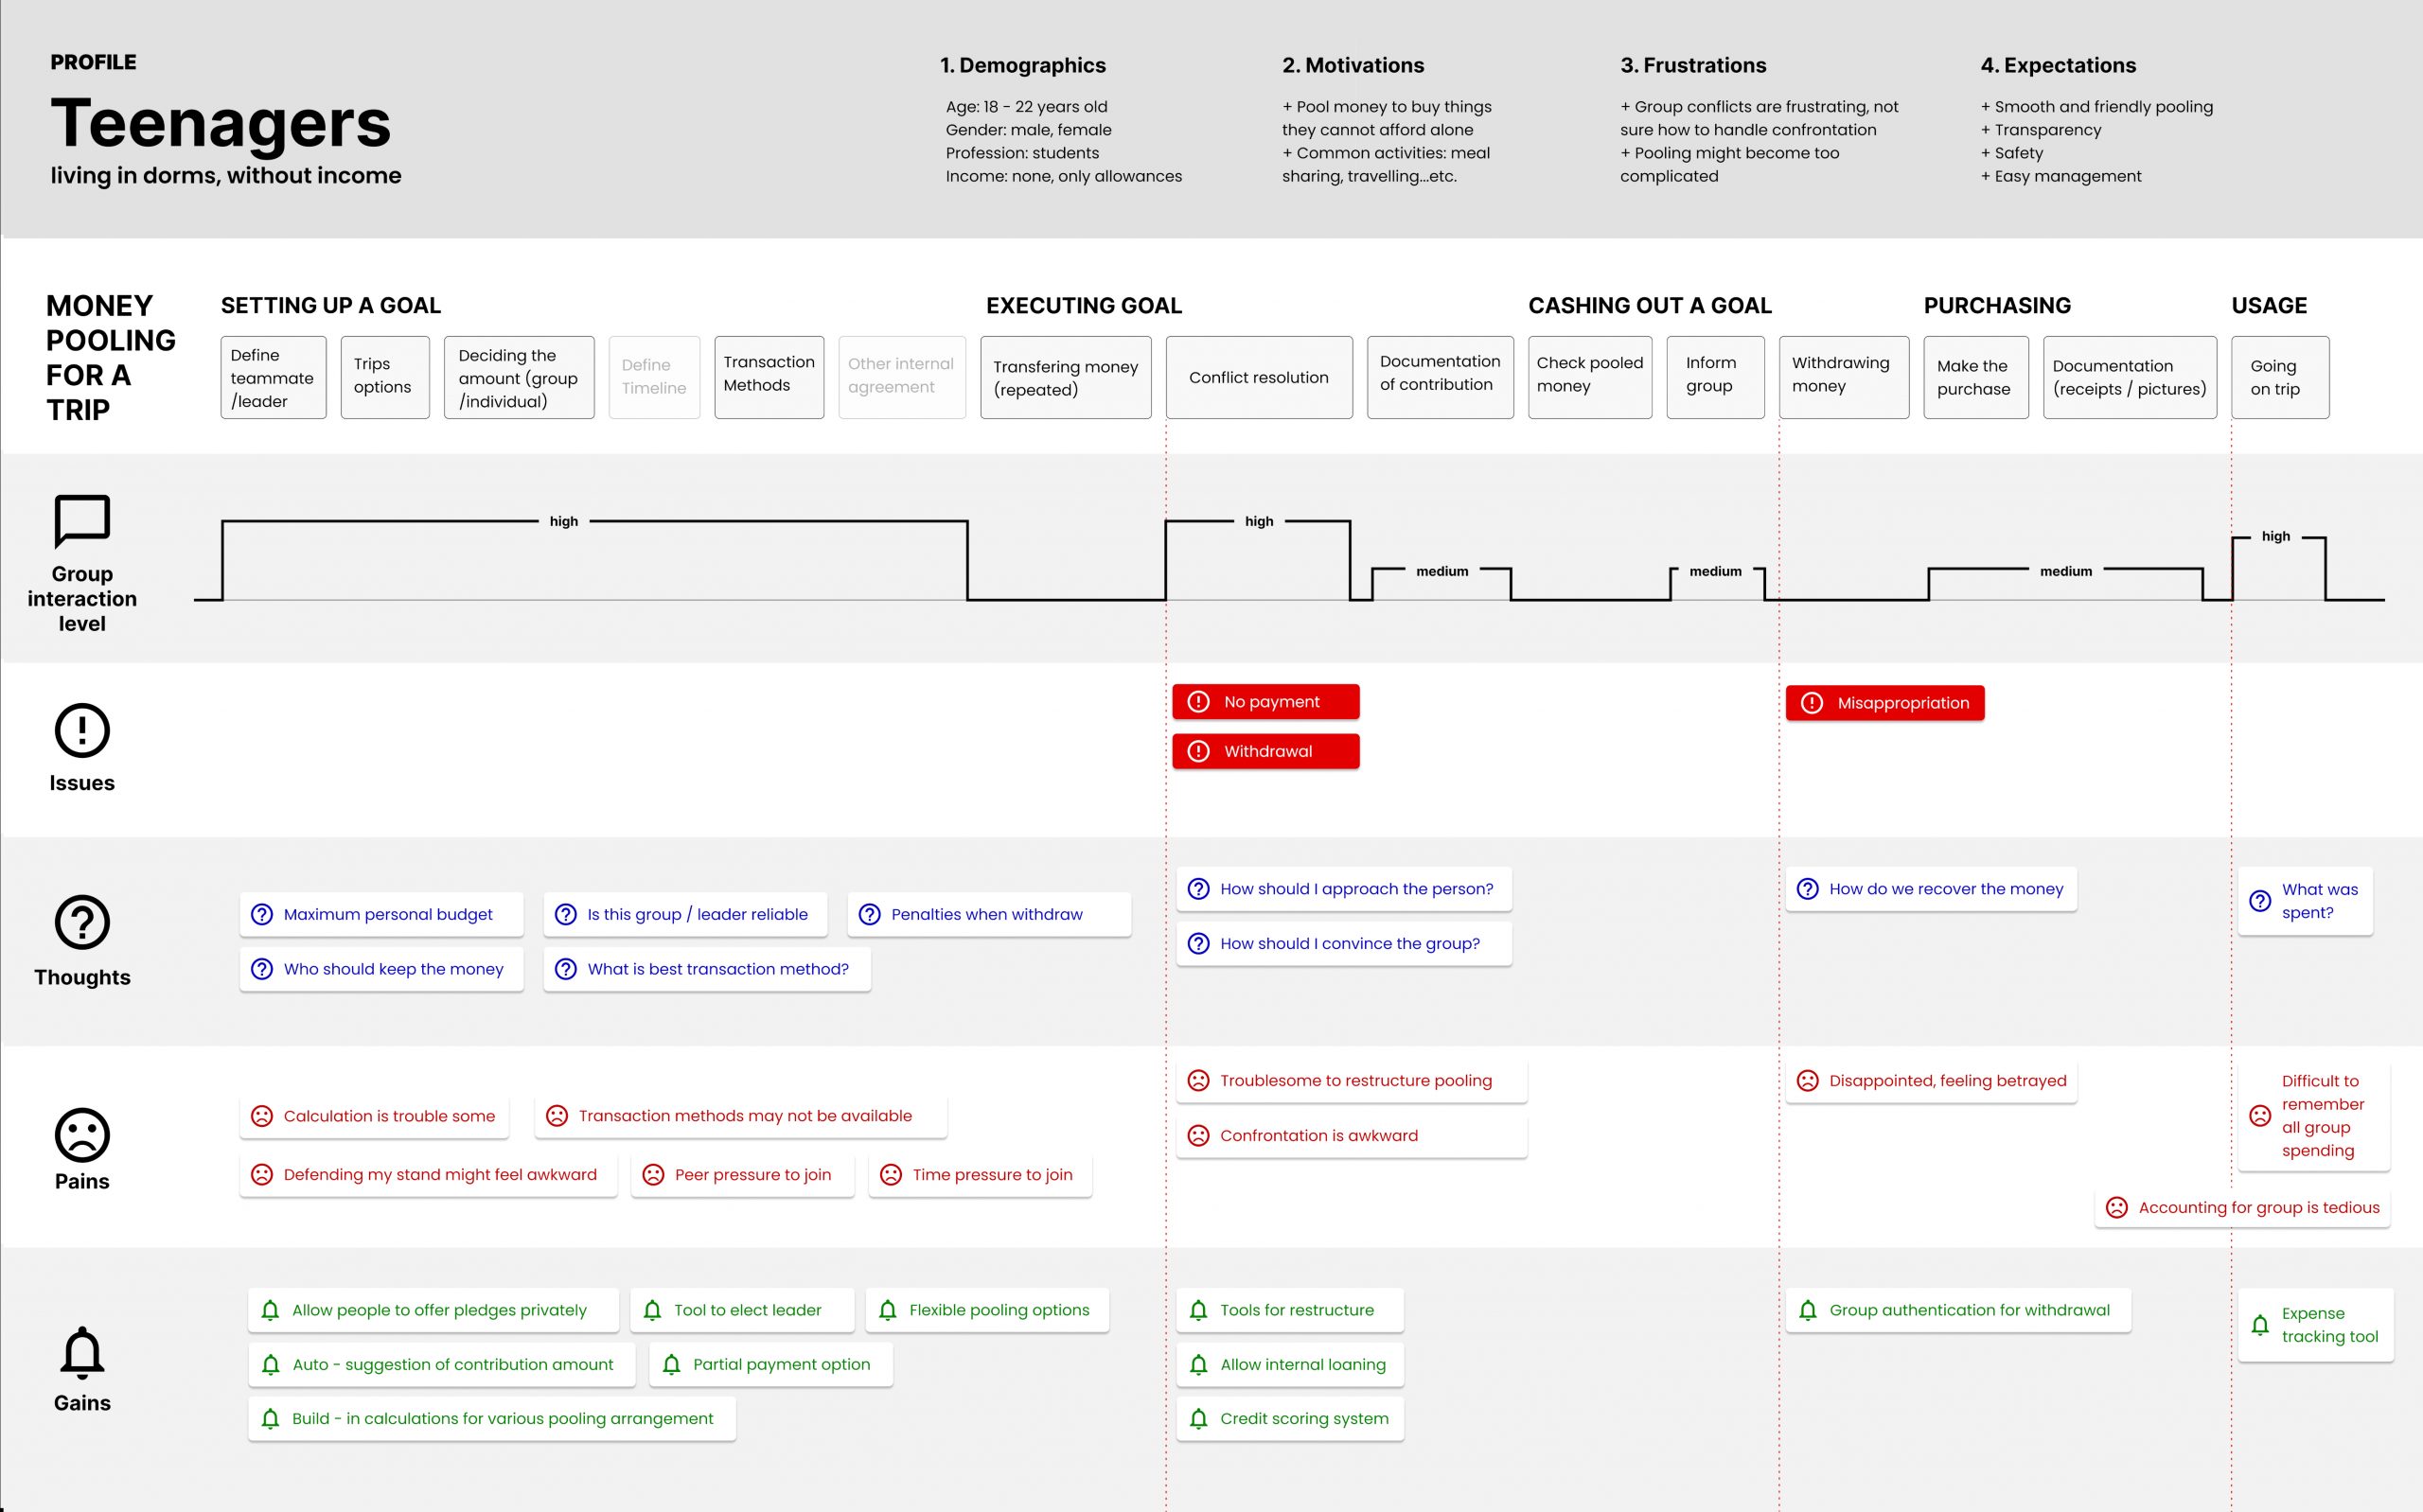 PROFILE
Teenagers
living in dorms, without income
1. Demographics
Age: 18 - 22 years old
Gender: male, female
Profession: students
Income: none, only allowances
2. Motivations
+ Pool money to buy things
they cannot afford alone
+ Common activities: meal
sharing, travelling...etc.
3. Frustrations
+ Group conflicts are frustrating, not
sure how to handle confrontation
+ Pooling might become too
complicated
4. Expectations
+ Smooth and friendly pooling
+ Transparency
+ Safety
+ Easy management
MONEY
POOLING
FOR A
TRIP
SETTING UP A GOAL
Define
teammate
/leader
Trips
options
Deciding the
amount (group
/individual)
Define
Timeline
Transaction
Methods
Other internal
agreement
EXECUTING GOAL
Transfering money
(repeated)
Conflict resolution
Documentation
of contribution
CASHING OUT A GOAL
Check pooled
money
Inform
group
Withdrawing
money
PURCHASING
Make the
purchase
Documentation
(receipts / pictures)
USAGE
Going
on trip
Group
interaction
level
high
high
medium
medium
medium
high
Issues
No payment
Withdrawal
Misappropriation
Thoughts
Maximum personal budget
Is this group / leader reliable
Penalties when withdraw
Who should keep the money
What is best transaction method?
How should I approach the person?
How should I convince the group?
How do we recover the money
What was
spent?
Pains
Calculation is trouble some
Transaction methods may not be available
Defending my stand might feel awkward
Peer pressure to join
Time pressure to join
Troublesome to restructure pooling
Confrontation is awkward
Disappointed, feeling betrayed
Difficult to
remember
all group
spending
Accounting for group is tedious
Gains
Allow people to offer pledges privately
Tool to elect leader
Flexible pooling options
Auto - suggestion of contribution amount
Partial payment option
Build - in calculations for various pooling arrangement
Tools for restructure
Allow internal loaning
Credit scoring system
Group authentication for withdrawal
Expense
tracking tool